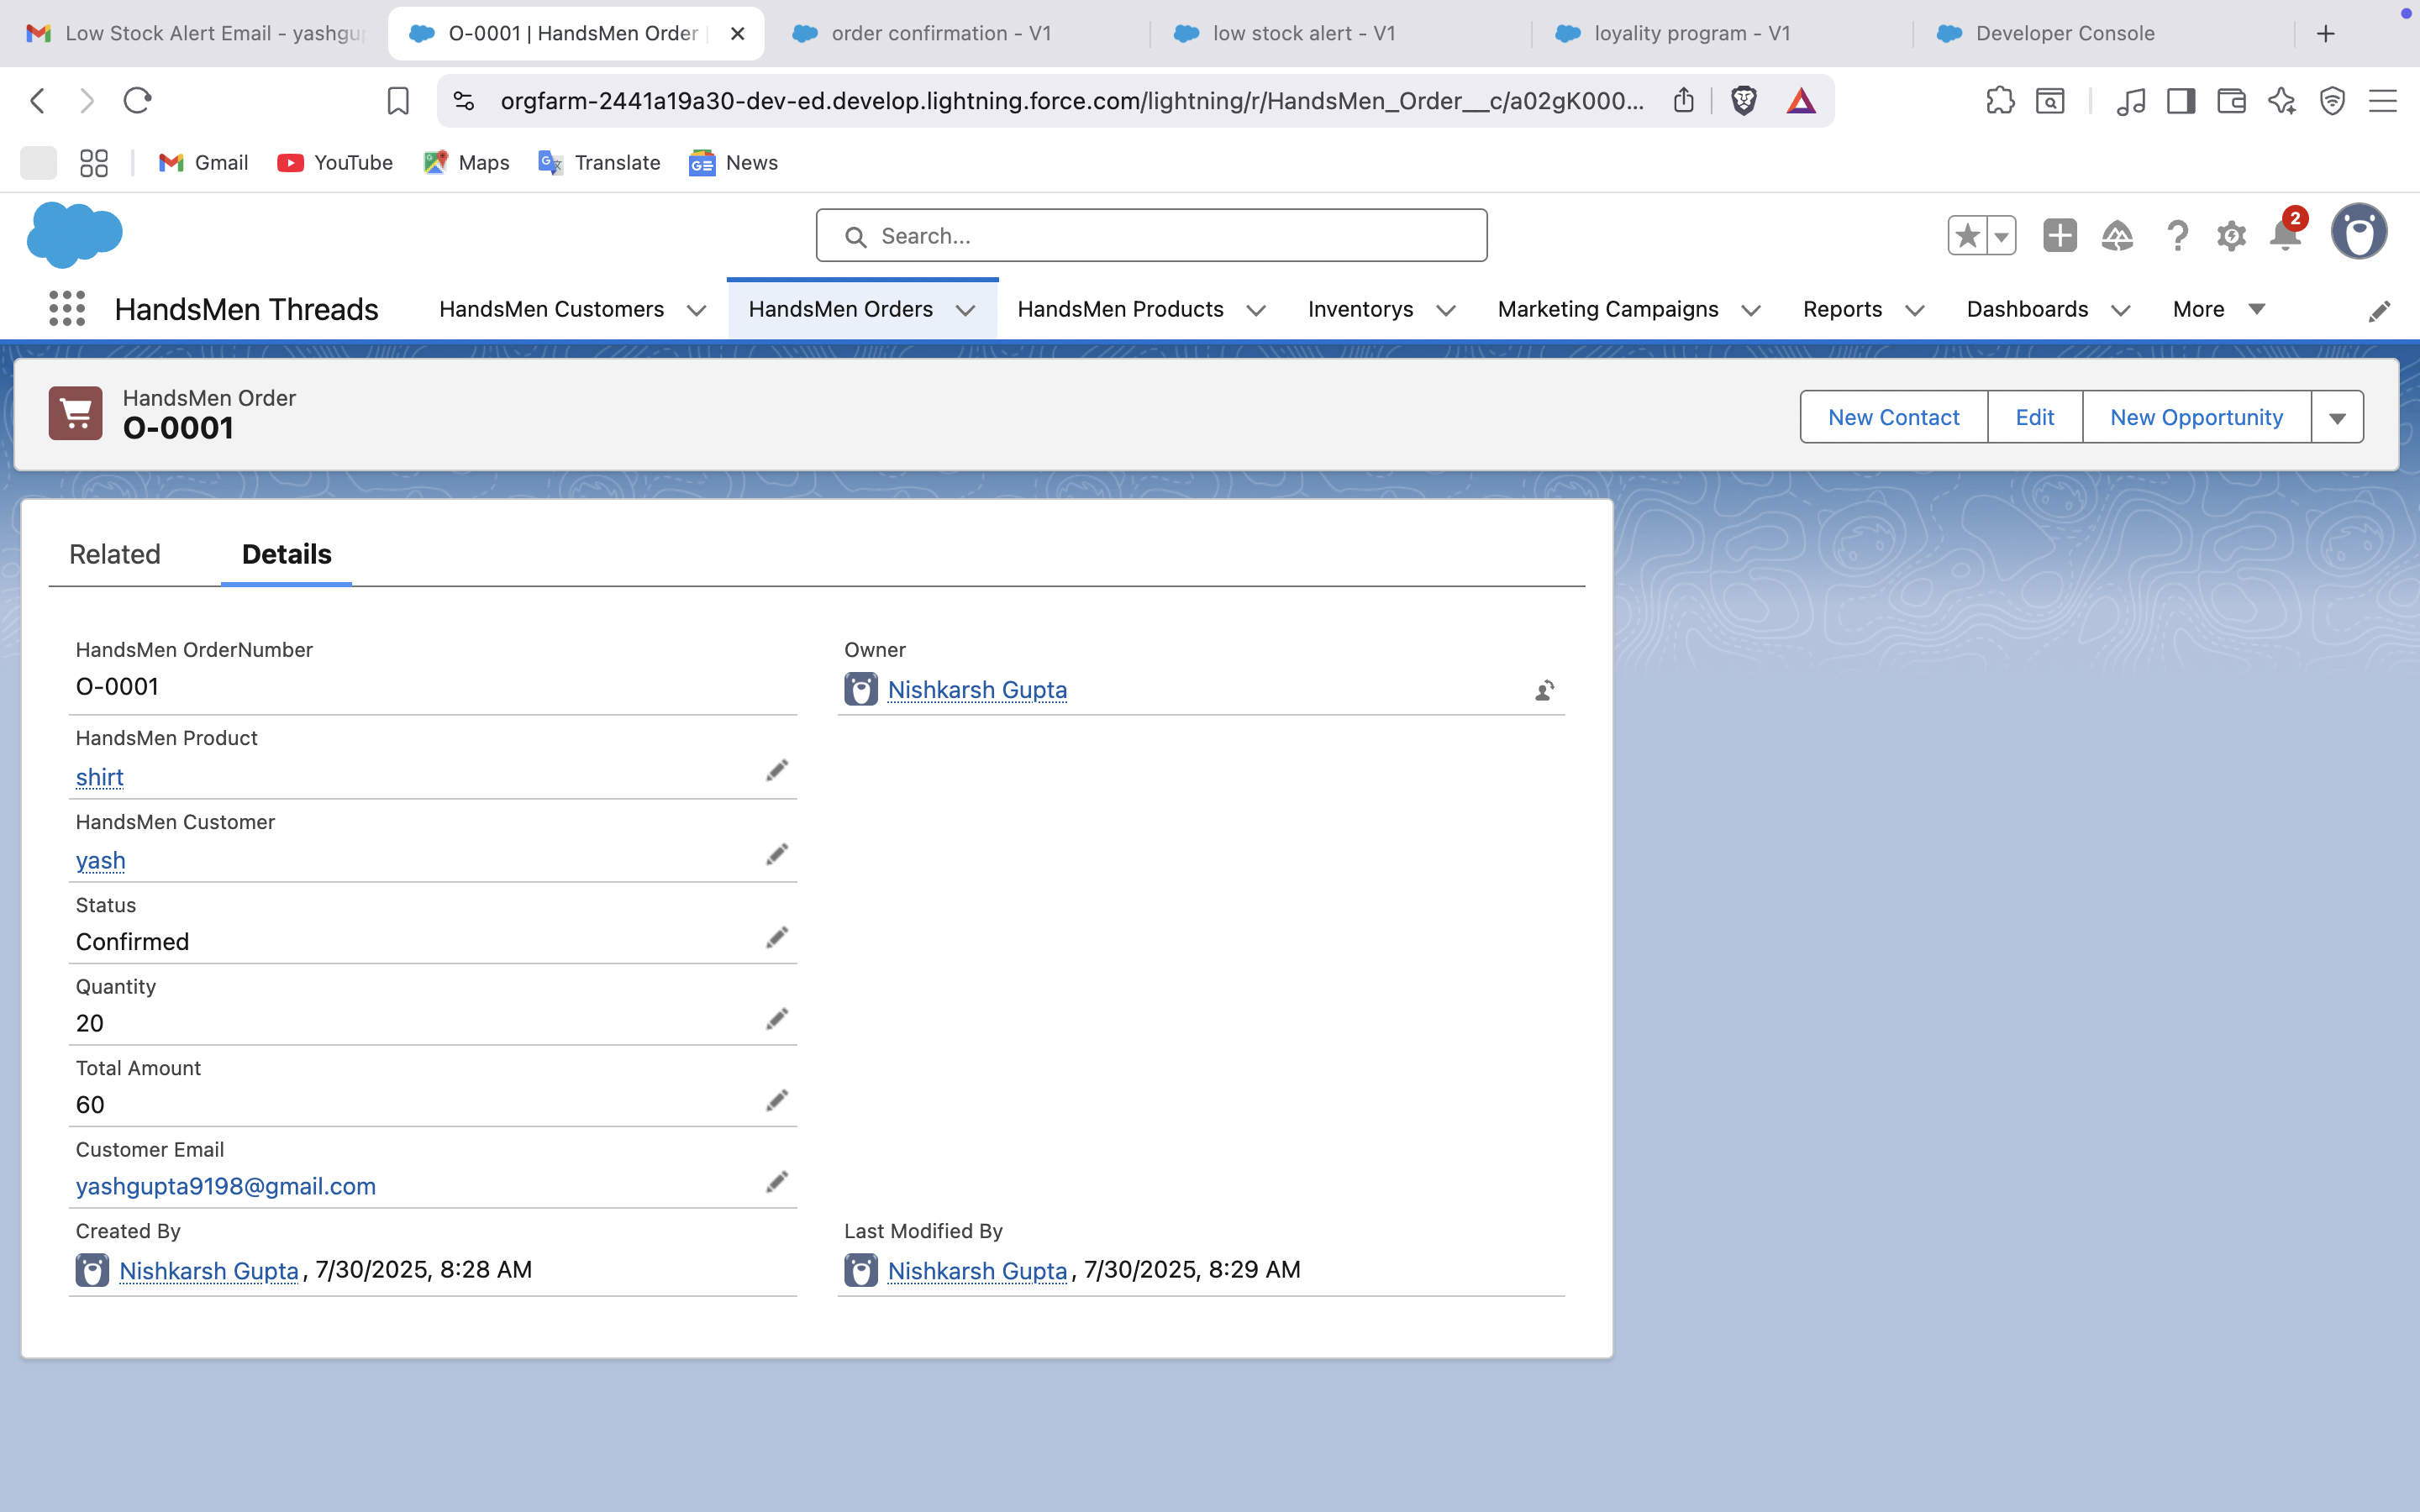 Low Stock Alert Email - yashgu
O-0001 | HandsMen Order
order confirmation - V1
low stock alert - V1
loyality program - V1
Developer Console
orgfarm-2441a19a30-dev-ed.develop.lightning.force.com/lightning/r/HandsMen_Order__c/a02gK000...
Gmail
YouTube
Maps
Translate
News
Search...
2
HandsMen Threads
HandsMen Customers
HandsMen Orders
HandsMen Products
Inventorys
Marketing Campaigns
Reports
Dashboards
More
HandsMen Order
O-0001
New Contact
Edit
New Opportunity
Related
Details
HandsMen OrderNumber
O-0001
Owner
Nishkarsh Gupta
HandsMen Product
shirt
HandsMen Customer
yash
Status
Confirmed
Quantity
20
Total Amount
60
Customer Email
yashgupta9198@gmail.com
Created By
Nishkarsh Gupta, 7/30/2025, 8:28 AM
Last Modified By
Nishkarsh Gupta, 7/30/2025, 8:29 AM